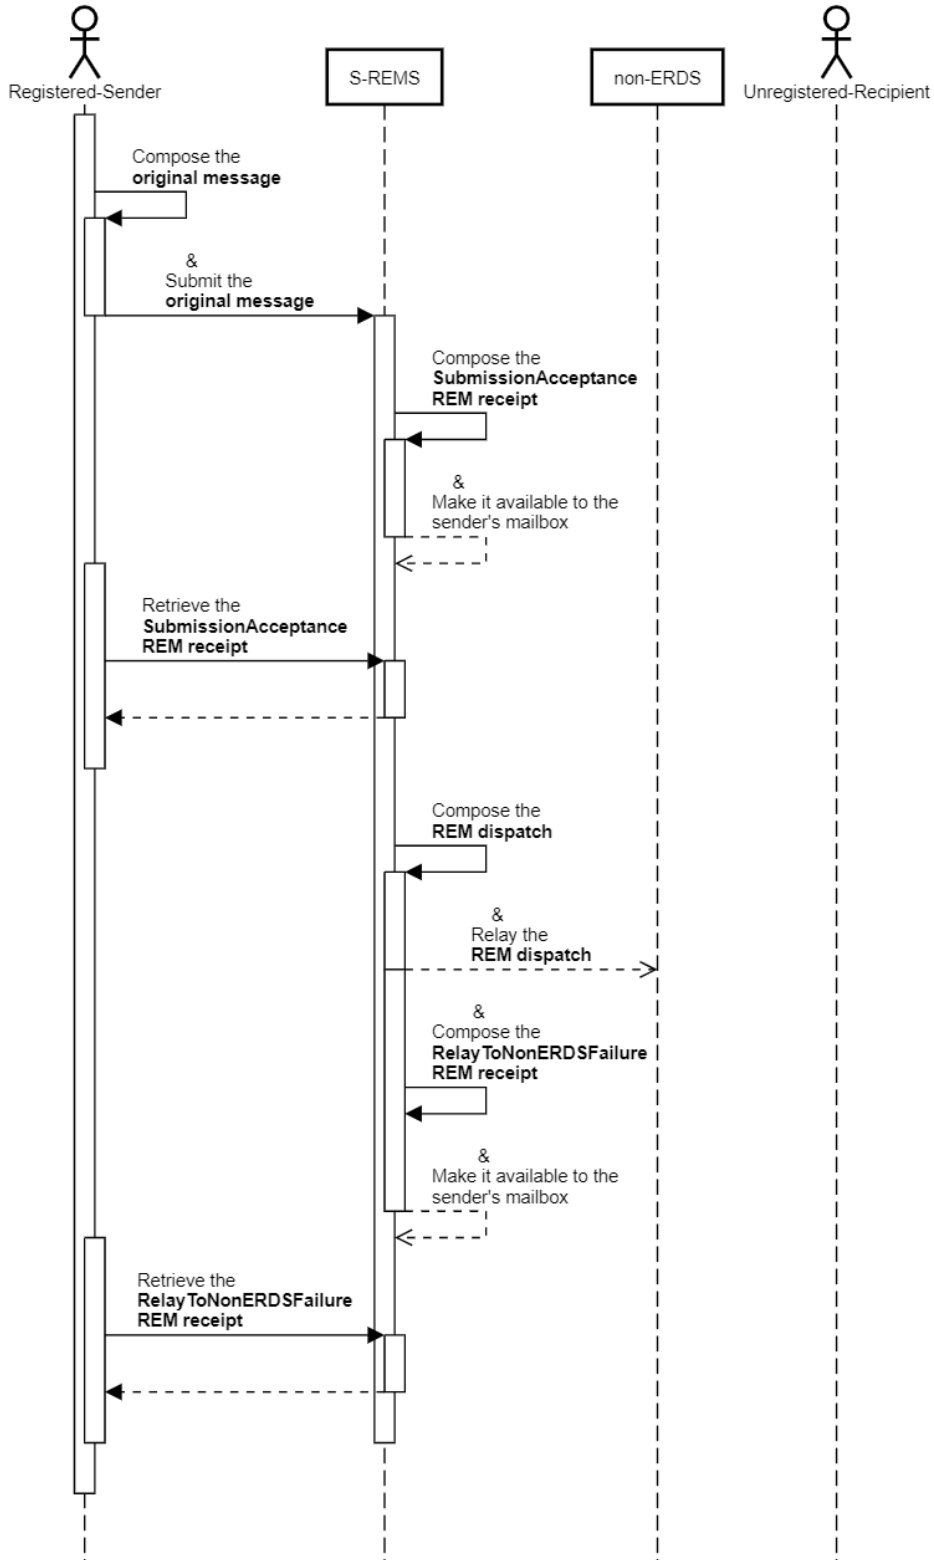 Registered-Sender
S-REMS
non-ERDS
Unregistered-Recipient
Compose the
original message
&
Submit the
original message
Compose the
SubmissionAcceptance
REM receipt
&
Make it available to the
sender's mailbox
Retrieve the
SubmissionAcceptance
REM receipt
Compose the
REM dispatch
&
Relay the
REM dispatch
&
Compose the
RelayToNonERDSFailure
REM receipt
&
Make it available to the
sender's mailbox
Retrieve the
RelayToNonERDSFailure
REM receipt